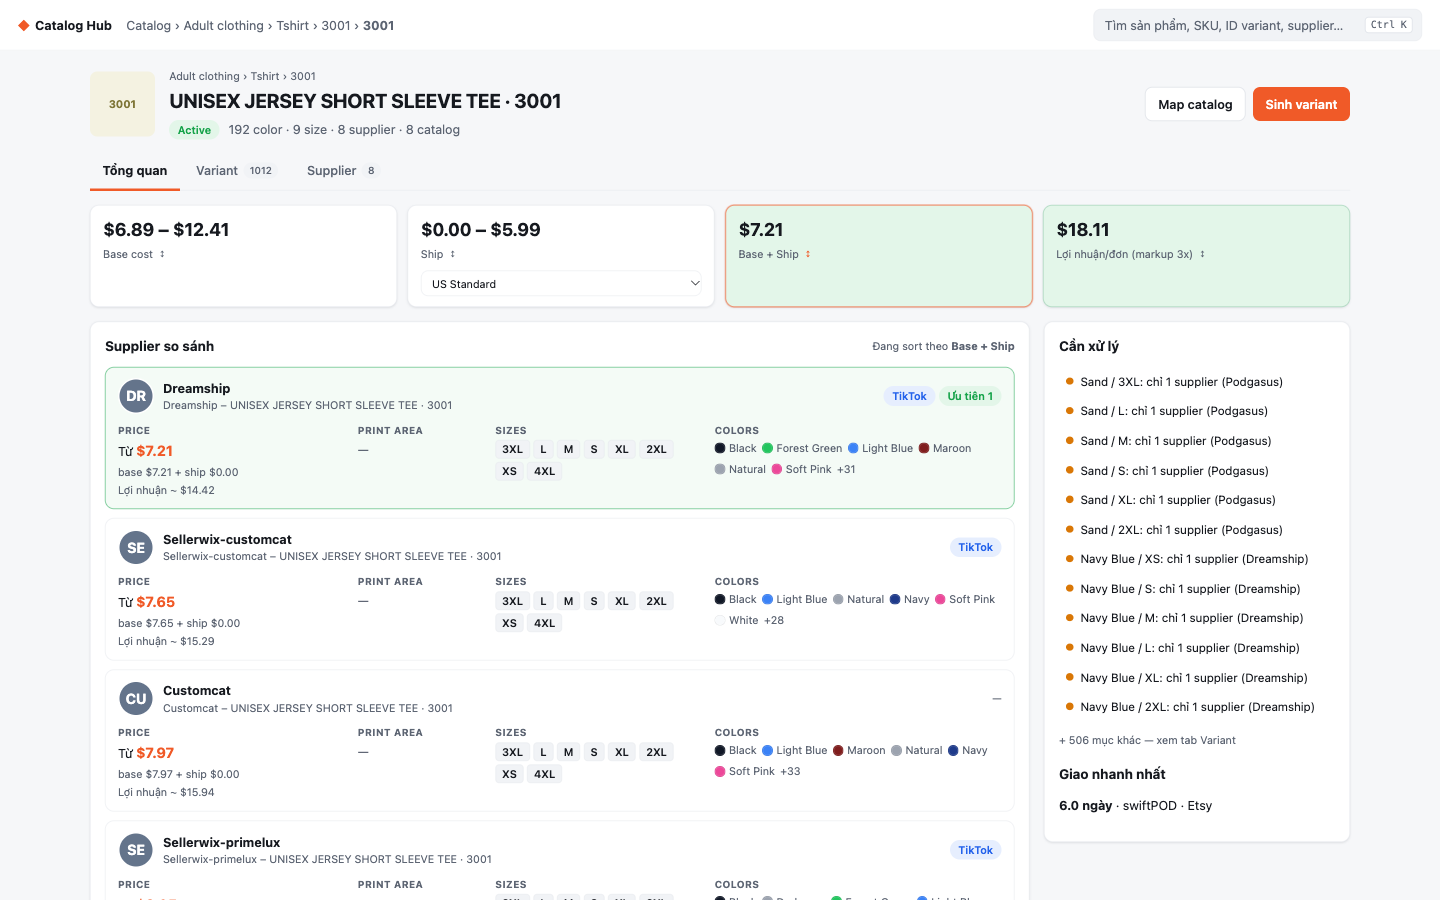 Catalog Hub Catalog › Adult clothing › Tshirt › 3001 › 3001
Tìm sản phẩm, SKU, ID variant, supplier... Ctrl K
3001
Adult clothing › Tshirt › 3001
UNISEX JERSEY SHORT SLEEVE TEE · 3001
Active 192 color · 9 size · 8 supplier · 8 catalog
Map catalog Sinh variant
Tổng quan Variant 1012 Supplier 8
$6.89 – $12.41
Base cost ↕
$0.00 – $5.99
Ship ↕
US Standard
$7.21
Base + Ship ↕
$18.11
Lợi nhuận/đơn (markup 3x) ↕
Supplier so sánh Đang sort theo Base + Ship
DR Dreamship
Dreamship – UNISEX JERSEY SHORT SLEEVE TEE · 3001
TikTok Ưu tiên 1
PRICE PRINT AREA SIZES COLORS
Từ $7.21 — 3XL L M S XL 2XL Black Forest Green Light Blue Maroon
base $7.21 + ship $0.00 XS 4XL Natural Soft Pink +31
Lợi nhuận ~ $14.42
SE Sellerwix-customcat
Sellerwix-customcat – UNISEX JERSEY SHORT SLEEVE TEE · 3001
TikTok
PRICE PRINT AREA SIZES COLORS
Từ $7.65 — 3XL L M S XL 2XL Black Light Blue Natural Navy Soft Pink
base $7.65 + ship $0.00 XS 4XL White +28
Lợi nhuận ~ $15.29
CU Customcat
Customcat – UNISEX JERSEY SHORT SLEEVE TEE · 3001
—
PRICE PRINT AREA SIZES COLORS
Từ $7.97 — 3XL L M S XL 2XL Black Light Blue Maroon Natural Navy
base $7.97 + ship $0.00 XS 4XL Soft Pink +33
Lợi nhuận ~ $15.94
SE Sellerwix-primelux
Sellerwix-primelux – UNISEX JERSEY SHORT SLEEVE TEE · 3001
TikTok
PRICE PRINT AREA SIZES COLORS
Cần xử lý
Sand / 3XL: chỉ 1 supplier (Podgasus)
Sand / L: chỉ 1 supplier (Podgasus)
Sand / M: chỉ 1 supplier (Podgasus)
Sand / S: chỉ 1 supplier (Podgasus)
Sand / XL: chỉ 1 supplier (Podgasus)
Sand / 2XL: chỉ 1 supplier (Podgasus)
Navy Blue / XS: chỉ 1 supplier (Dreamship)
Navy Blue / S: chỉ 1 supplier (Dreamship)
Navy Blue / M: chỉ 1 supplier (Dreamship)
Navy Blue / L: chỉ 1 supplier (Dreamship)
Navy Blue / XL: chỉ 1 supplier (Dreamship)
Navy Blue / 2XL: chỉ 1 supplier (Dreamship)
+ 506 mục khác — xem tab Variant
Giao nhanh nhất
6.0 ngày · swiftPOD · Etsy